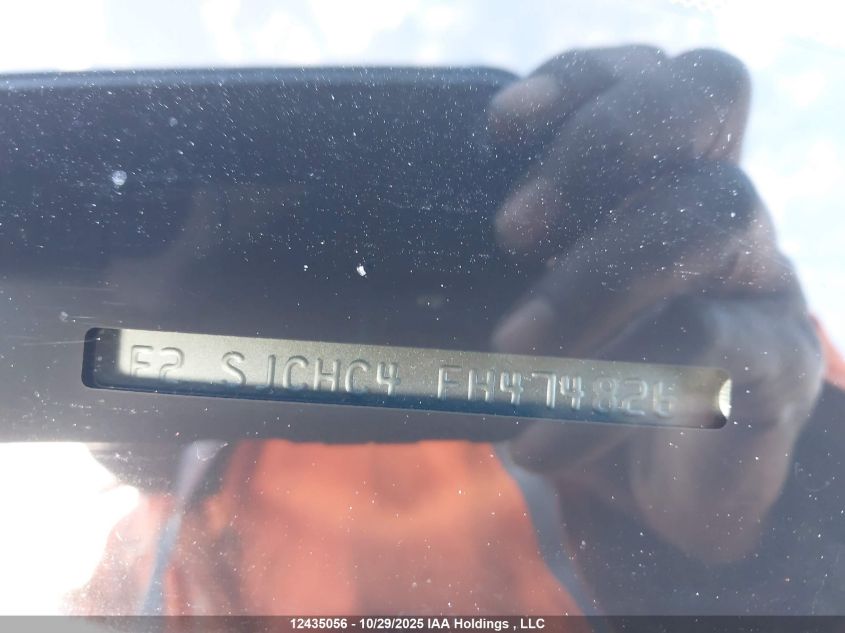 F2 SJCHC4 FH474826
12435056 - 10/29/2025 IAA Holdings , LLC